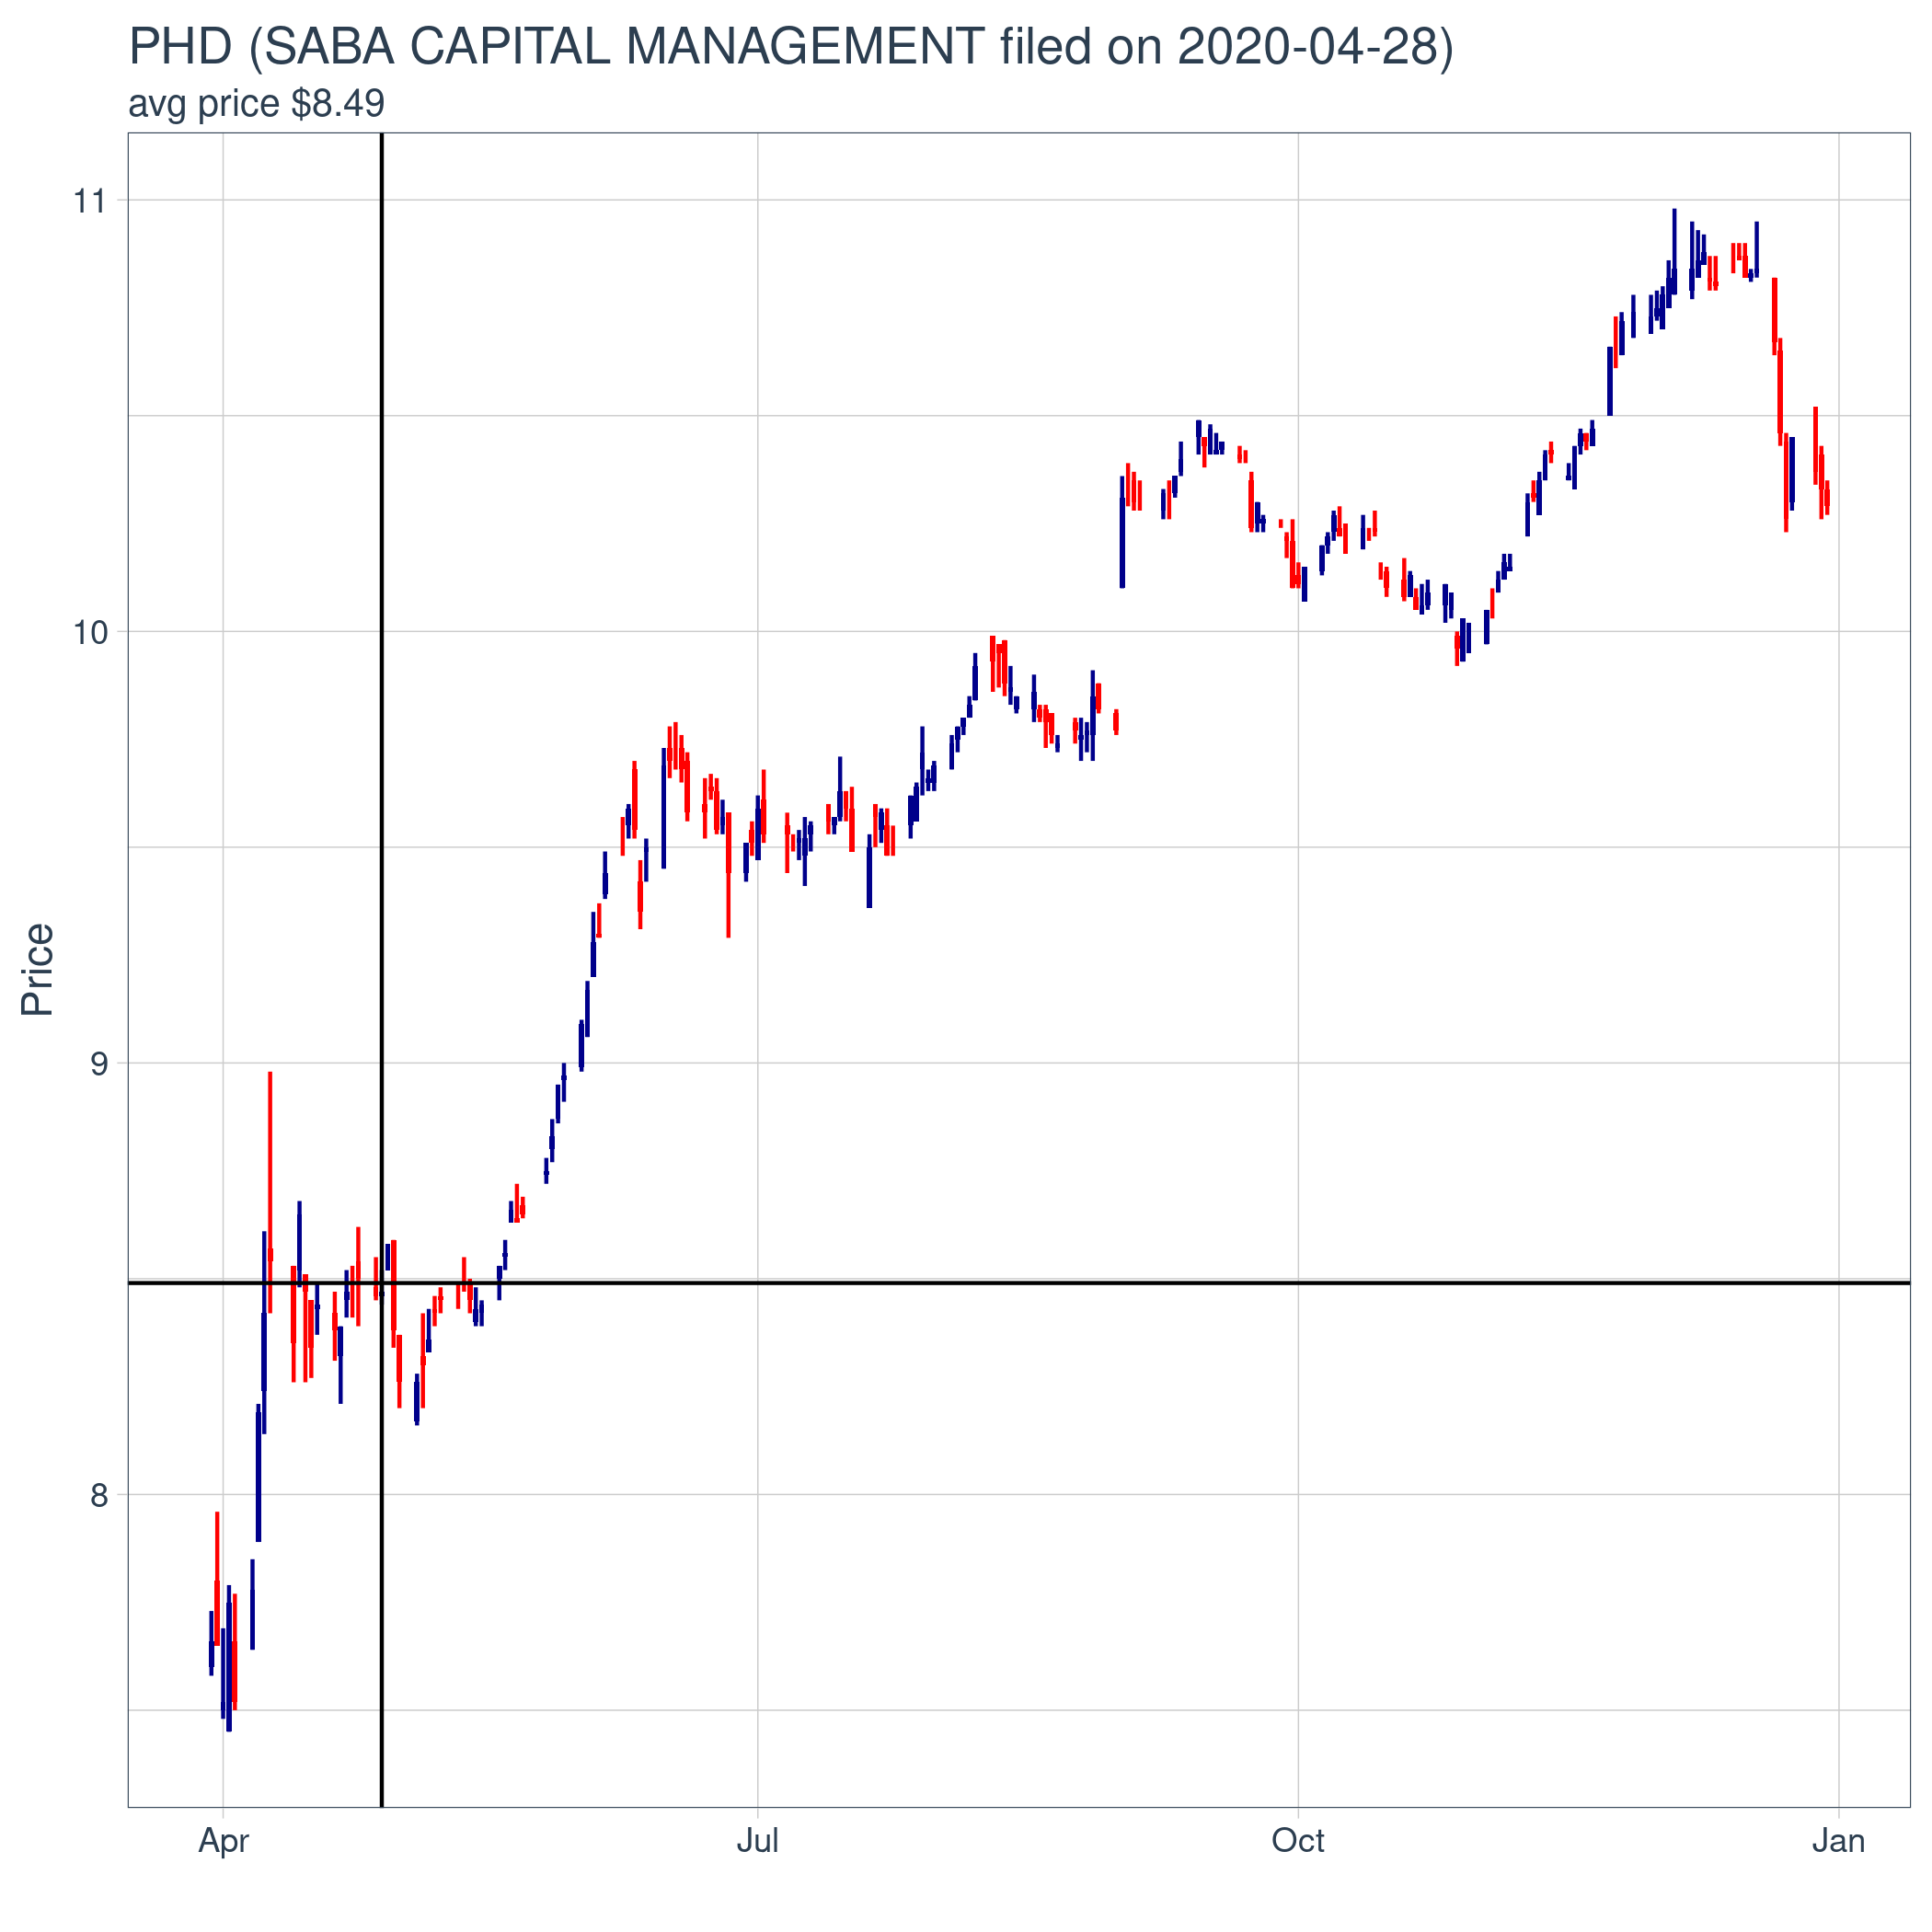 PHD (SABA CAPITAL MANAGEMENT filed on 2020-04-28)
avg price $8.49
11
10
9
8
Price
Apr Jul Oct Jan